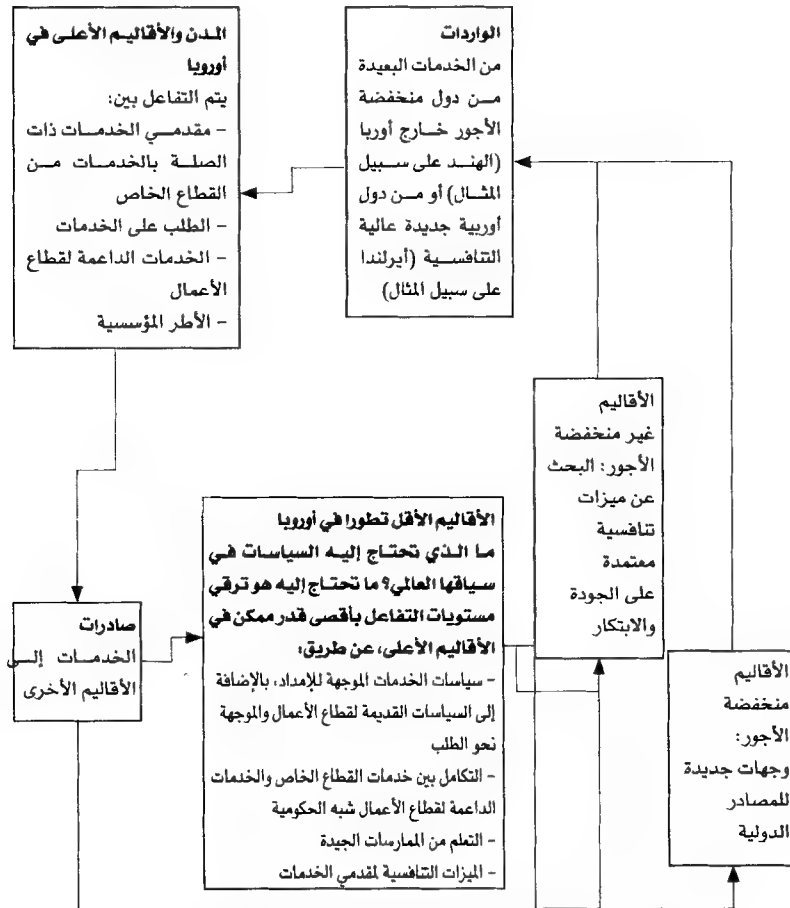 المدن والأقاليم الأعلى في
أوروبا
يتم التفاعل بين:
– مقدمي الخدمات ذات
الصلة بالخدمات من
القطاع الخاص
– الطلب على الخدمات
– الخدمات الداعمة لقطاع
الأعمال
– الأطر المؤسسية
الواردات
من الخدمات البعيدة
من دول منخفضة
الأجور خارج أوربا
(الهند على سبيل
المثال) أو من دول
أوربية جديدة عالية
التنافسية (أيرلندا
على سبيل المثال)
الأقاليم
غير منخفضة
الأجور: البحث
عن ميزات
تنافسية
معتمدة
على الجودة
والابتكار
الأقاليم الأقل تطورا في أوروبا
ما الذي تحتاج إليه السياسات في
سياقها العالي؟ ما تحتاج إليه هو ترقي
مستويات التفاعل بأقصى قدر ممكن في
الأقاليم الأعلى، عن طريق:
– سياسات الخدمات الموجهة للإمداد، بالإضافة
إلى السياسات القديمة لقطاع الأعمال والموجهة
نحو الطلب
– التكامل بين خدمات القطاع الخاص والخدمات
الداعمة لقطاع الأعمال شبه الحكومية
– التعلم من الممارسات الجيدة
– الميزات التنافسية لمقدمي الخدمات
صادرات
الخدمات إلى
الأقاليم الأخرى
الأقاليم
منخفضة
الأجور:
وجهات جديدة
للمصادر
الدولية